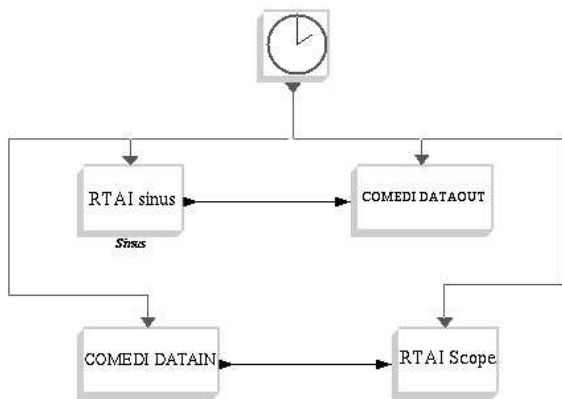 RTAI sinus
COMEDI DATAOUT
Sinus
COMEDI DATAIN
RTAI Scope